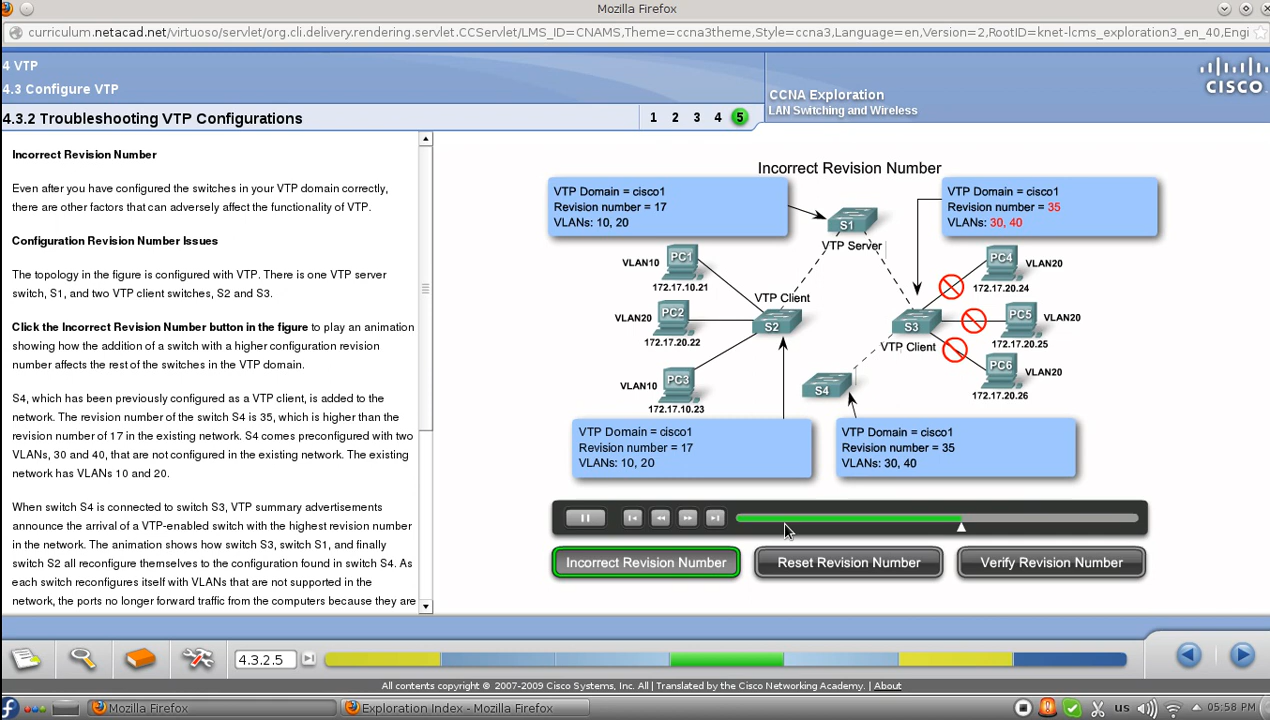 Mozilla Firefox
curriculum.netacad.net/virtuoso/servlet/org.cli.delivery.rendering.servlet.CCServlet/LMS_ID=CNAMS,Theme=ccna3theme,Style=ccna3,Language=en,Version=2,RootID=knet-lcms_exploration3_en_40,Engi
4 VTP
4.3 Configure VTP
CCNA Exploration
LAN Switching and Wireless
CISCO
4.3.2 Troubleshooting VTP Configurations
1 2 3 4 5
Incorrect Revision Number
Even after you have configured the switches in your VTP domain correctly,
there are other factors that can adversely affect the functionality of VTP.
Configuration Revision Number Issues
The topology in the figure is configured with VTP. There is one VTP server
switch, S1, and two VTP client switches, S2 and S3.
Click the Incorrect Revision Number button in the figure to play an animation
showing how the addition of a switch with a higher configuration revision
number affects the rest of the switches in the VTP domain.
S4, which has been previously configured as a VTP client, is added to the
network. The revision number of the switch S4 is 35, which is higher than the
revision number of 17 in the existing network. S4 comes preconfigured with two
VLANs, 30 and 40, that are not configured in the existing network. The existing
network has VLANs 10 and 20.
When switch S4 is connected to switch S3, VTP summary advertisements
announce the arrival of a VTP-enabled switch with the highest revision number
in the network. The animation shows how switch S3, switch S1, and finally
switch S2 all reconfigure themselves to the configuration found in switch S4. As
each switch reconfigures itself with VLANs that are not supported in the
network, the ports no longer forward traffic from the computers because they are
Incorrect Revision Number
VTP Domain = cisco1
Revision number = 17
VLANs: 10, 20
VTP Domain = cisco1
Revision number = 35
VLANs: 30, 40
S1
VTP Server
VLAN10
PC1
172.17.10.21
VLAN20
PC2
172.17.20.22
VLAN10
PC3
172.17.10.23
VTP Client
S2
S3
VTP Client
S4
PC4
VLAN20
172.17.20.24
PC5
VLAN20
172.17.20.25
PC6
VLAN20
172.17.20.26
VTP Domain = cisco1
Revision number = 17
VLANs: 10, 20
VTP Domain = cisco1
Revision number = 35
VLANs: 30, 40
Incorrect Revision Number
Reset Revision Number
Verify Revision Number
4.3.2.5
All contents copyright © 2007-2009 Cisco Systems, Inc. All | Translated by the Cisco Networking Academy. | About
Mozilla Firefox
Exploration Index - Mozilla Firefox
us
05:58 PM